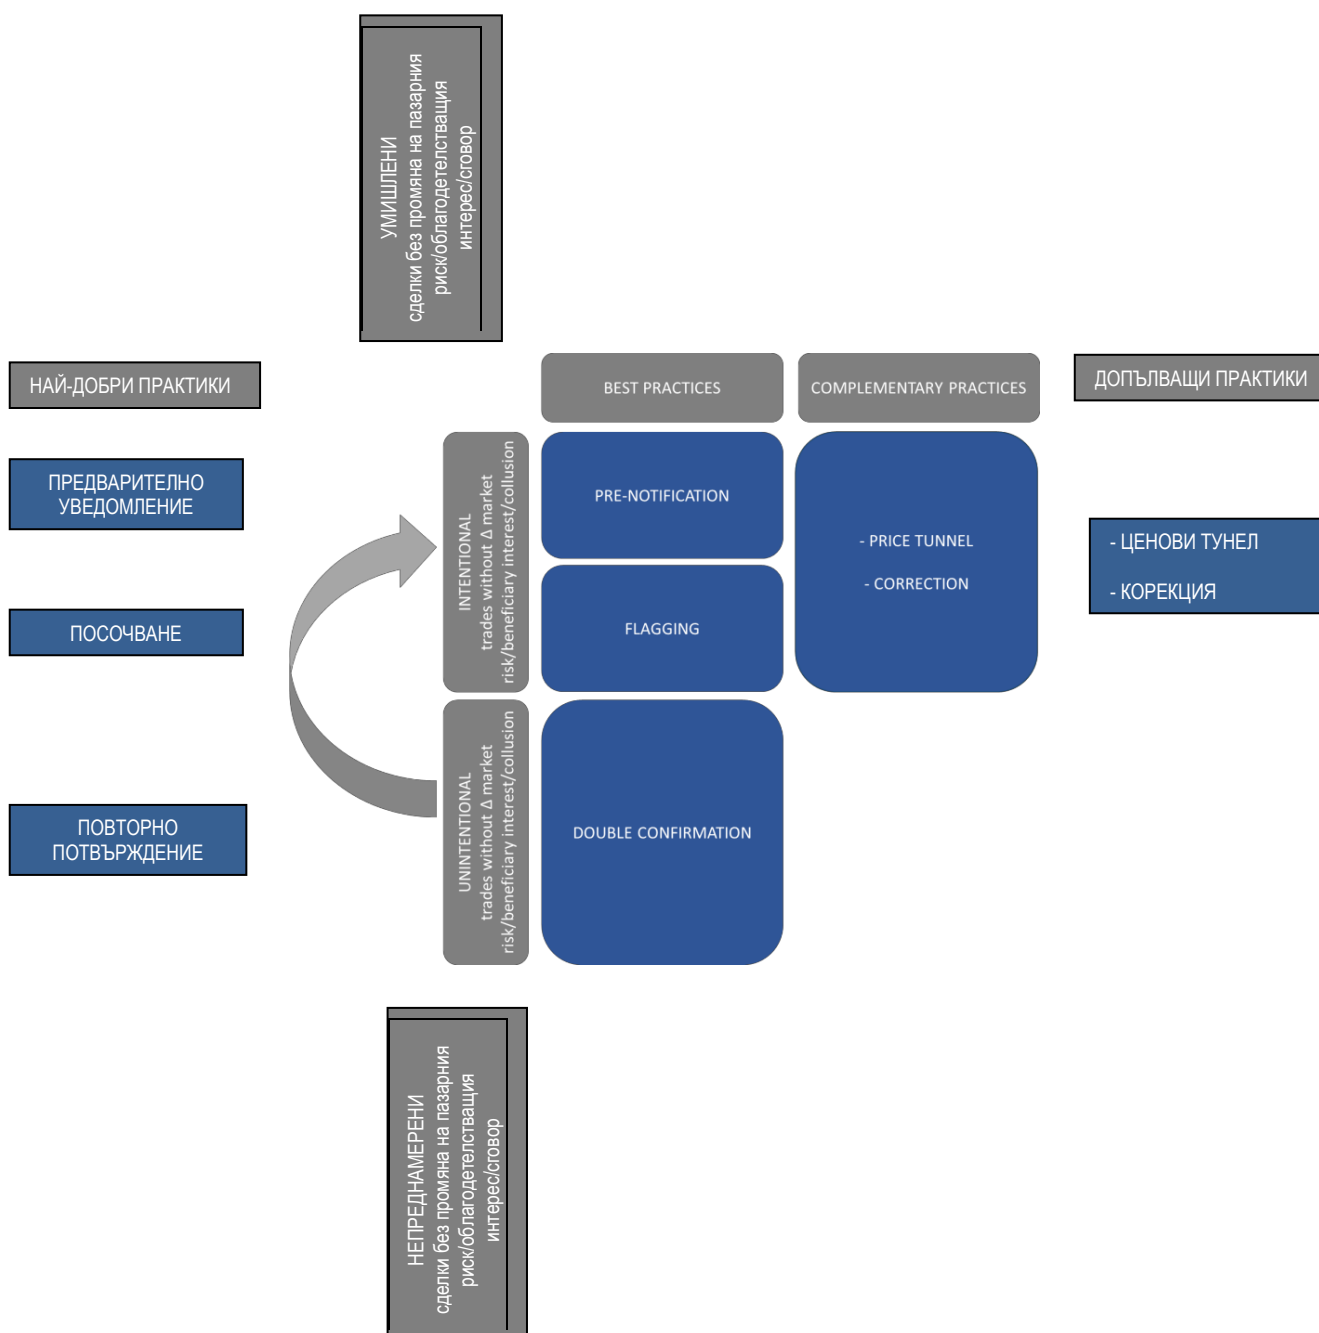 УМИШЛЕНИ
сделки без промяна на пазарния
риск/облагодетелстващия
интерес/сговор
НАЙ-ДОБРИ ПРАКТИКИ
BEST PRACTICES
COMPLEMENTARY PRACTICES
ДОПЪЛВАЩИ ПРАКТИКИ
ПРЕДВАРИТЕЛНО
УВЕДОМЛЕНИЕ
ПОСОЧВАНЕ
ПОВТОРНО
ПОТВЪРЖДЕНИЕ
INTENTIONAL
trades without Δ market
risk/beneficiary interest/collusion
PRE-NOTIFICATION
FLAGGING
- PRICE TUNNEL
- CORRECTION
- ЦЕНОВИ ТУНЕЛ
- КОРЕКЦИЯ
UNINTENTIONAL
trades without Δ market
risk/beneficiary interest/collusion
DOUBLE CONFIRMATION
НЕПРЕДНАМЕРЕНИ
сделки без промяна на пазарния
риск/облагодетелстващия
интерес/сговор